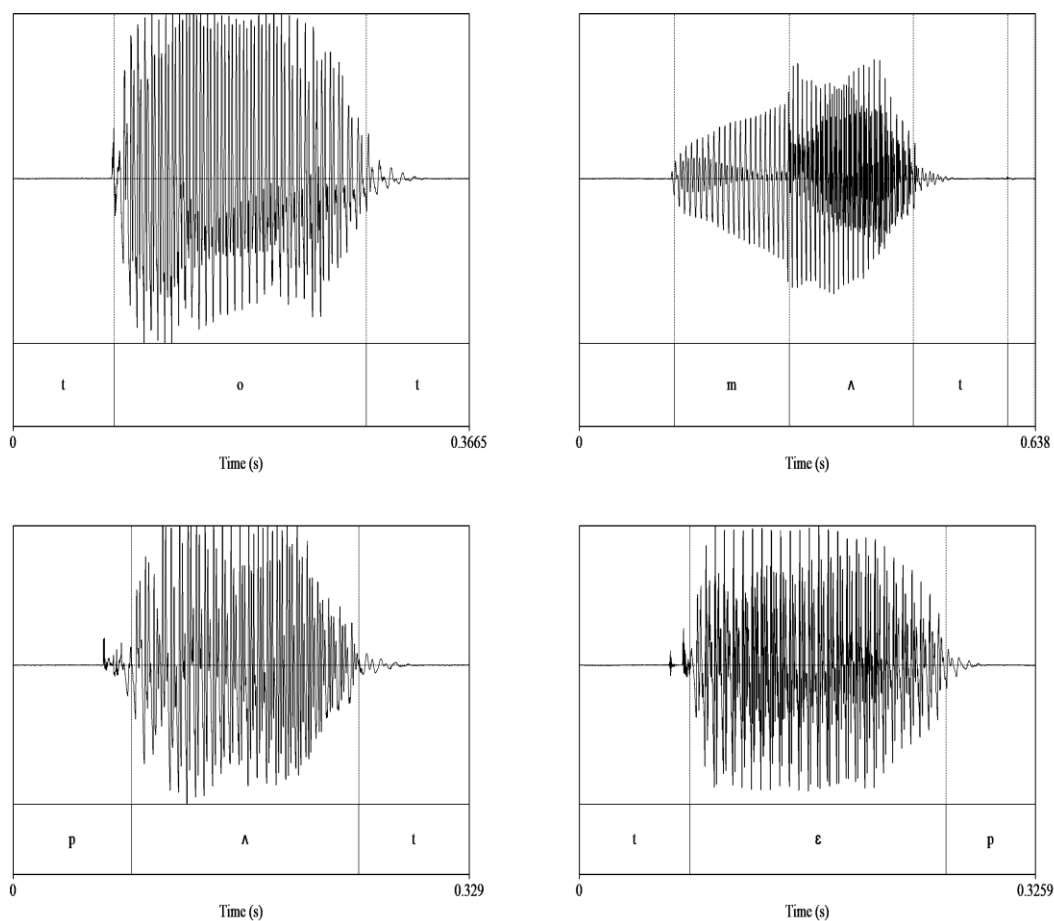 t o t
0 0.3665
Time (s)
m ʌ t
0 0.638
Time (s)
p ʌ t
0 0.329
Time (s)
t ɛ p
0 0.3259
Time (s)